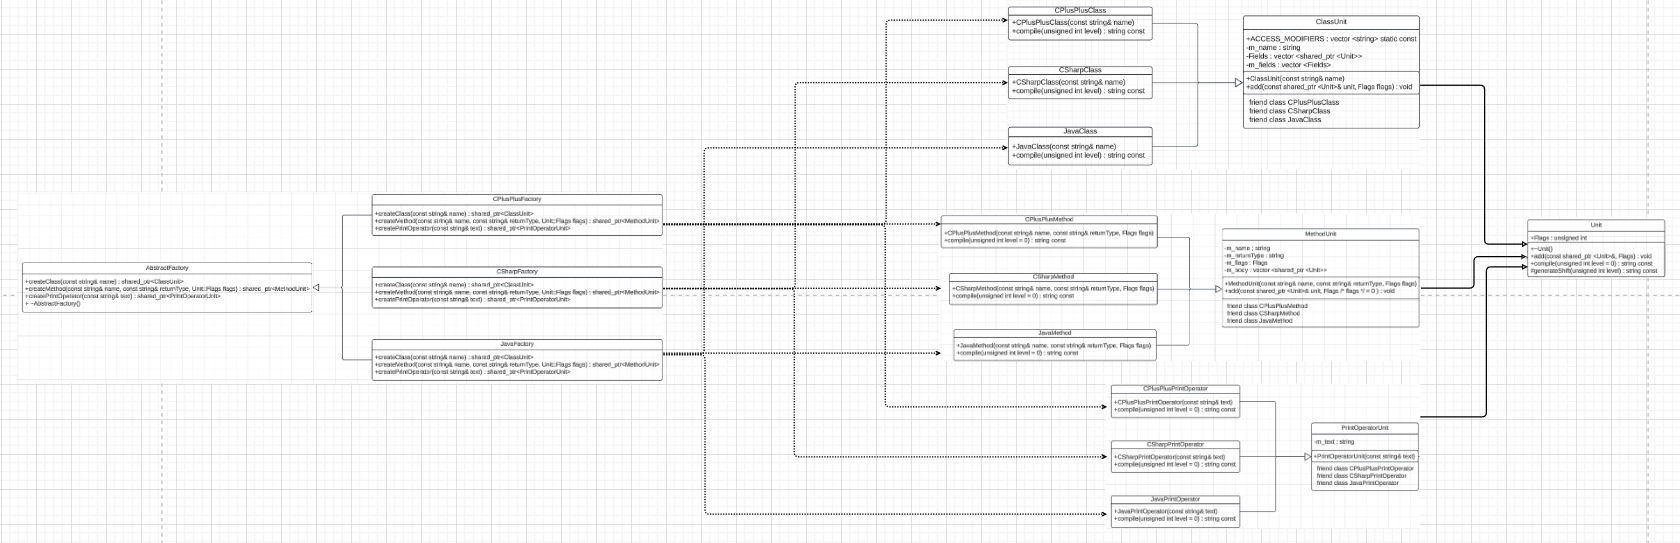 CPlusPlusClass
+CPlusPlusClass(const string& name)
+compile(unsigned int level) : string const
CSharpClass
+CSharpClass(const string& name)
+compile(unsigned int level) : string const
JavaClass
+JavaClass(const string& name)
+compile(unsigned int level) : string const
ClassUnit
+ACCESS_MODIFIERS : vector <string> static const
-m_name : string
-Fields : vector <shared_ptr <Unit>>
-m_fields : vector <Fields>
+ClassUnit(const string& name)
+add(const shared_ptr <Unit>& unit, Flags flags) : void
friend class CPlusPlusClass
friend class CSharpClass
friend class JavaClass
AbstractFactory
+createClass(const string& name) : shared_ptr<ClassUnit>
+createMethod(const string& name, const string& returnType, Unit::Flags flags) : shared_ptr<MethodUnit>
+createPrintOperator(const string& text) : shared_ptr<PrintOperatorUnit>
+ ~AbstractFactory()
CPlusPlusFactory
+createClass(const string& name) : shared_ptr<ClassUnit>
+createMethod(const string& name, const string& returnType, Unit::Flags flags) : shared_ptr<MethodUnit>
+createPrintOperator(const string& text) : shared_ptr<PrintOperatorUnit>
CSharpFactory
+createClass(const string& name) : shared_ptr<ClassUnit>
+createMethod(const string& name, const string& returnType, Unit::Flags flags) : shared_ptr<MethodUnit>
+createPrintOperator(const string& text) : shared_ptr<PrintOperatorUnit>
JavaFactory
+createClass(const string& name) : shared_ptr<ClassUnit>
+createMethod(const string& name, const string& returnType, Unit::Flags flags) : shared_ptr<MethodUnit>
+createPrintOperator(const string& text) : shared_ptr<PrintOperatorUnit>
CPlusPlusMethod
+CPlusPlusMethod(const string& name, const string& returnType, Flags flags)
+compile(unsigned int level = 0) : string const
CSharpMethod
+CSharpMethod(const string& name, const string& returnType, Flags flags)
+compile(unsigned int level = 0) : string const
JavaMethod
+JavaMethod(const string& name, const string& returnType, Flags flags)
+compile(unsigned int level = 0) : string const
MethodUnit
-m_name : string
-m_returnType : string
-m_flags : Flags
-m_body : vector <shared_ptr <Unit>>
+MethodUnit(const string& name, const string& returnType, Flags flags)
+add(const shared_ptr <Unit>& unit, Flags /* flags */ = 0 ) : void
friend class CPlusPlusMethod
friend class CSharpMethod
friend class JavaMethod
Unit
+Flags : unsigned int
+~Unit()
+add(const shared_ptr <Unit>&, Flags) : void
+compile(unsigned int level = 0) : string const
#generateShift(unsigned int level) : string const
CPlusPlusPrintOperator
+CPlusPlusPrintOperator(const string& text)
+compile(unsigned int level = 0) : string const
CSharpPrintOperator
+CSharpPrintOperator(const string& text)
+compile(unsigned int level = 0) : string const
JavaPrintOperator
+JavaPrintOperator(const string& text)
+compile(unsigned int level = 0) : string const
PrintOperatorUnit
-m_text : string
+PrintOperatorUnit(const string& text)
friend class CPlusPlusPrintOperator
friend class CSharpPrintOperator
friend class JavaPrintOperator